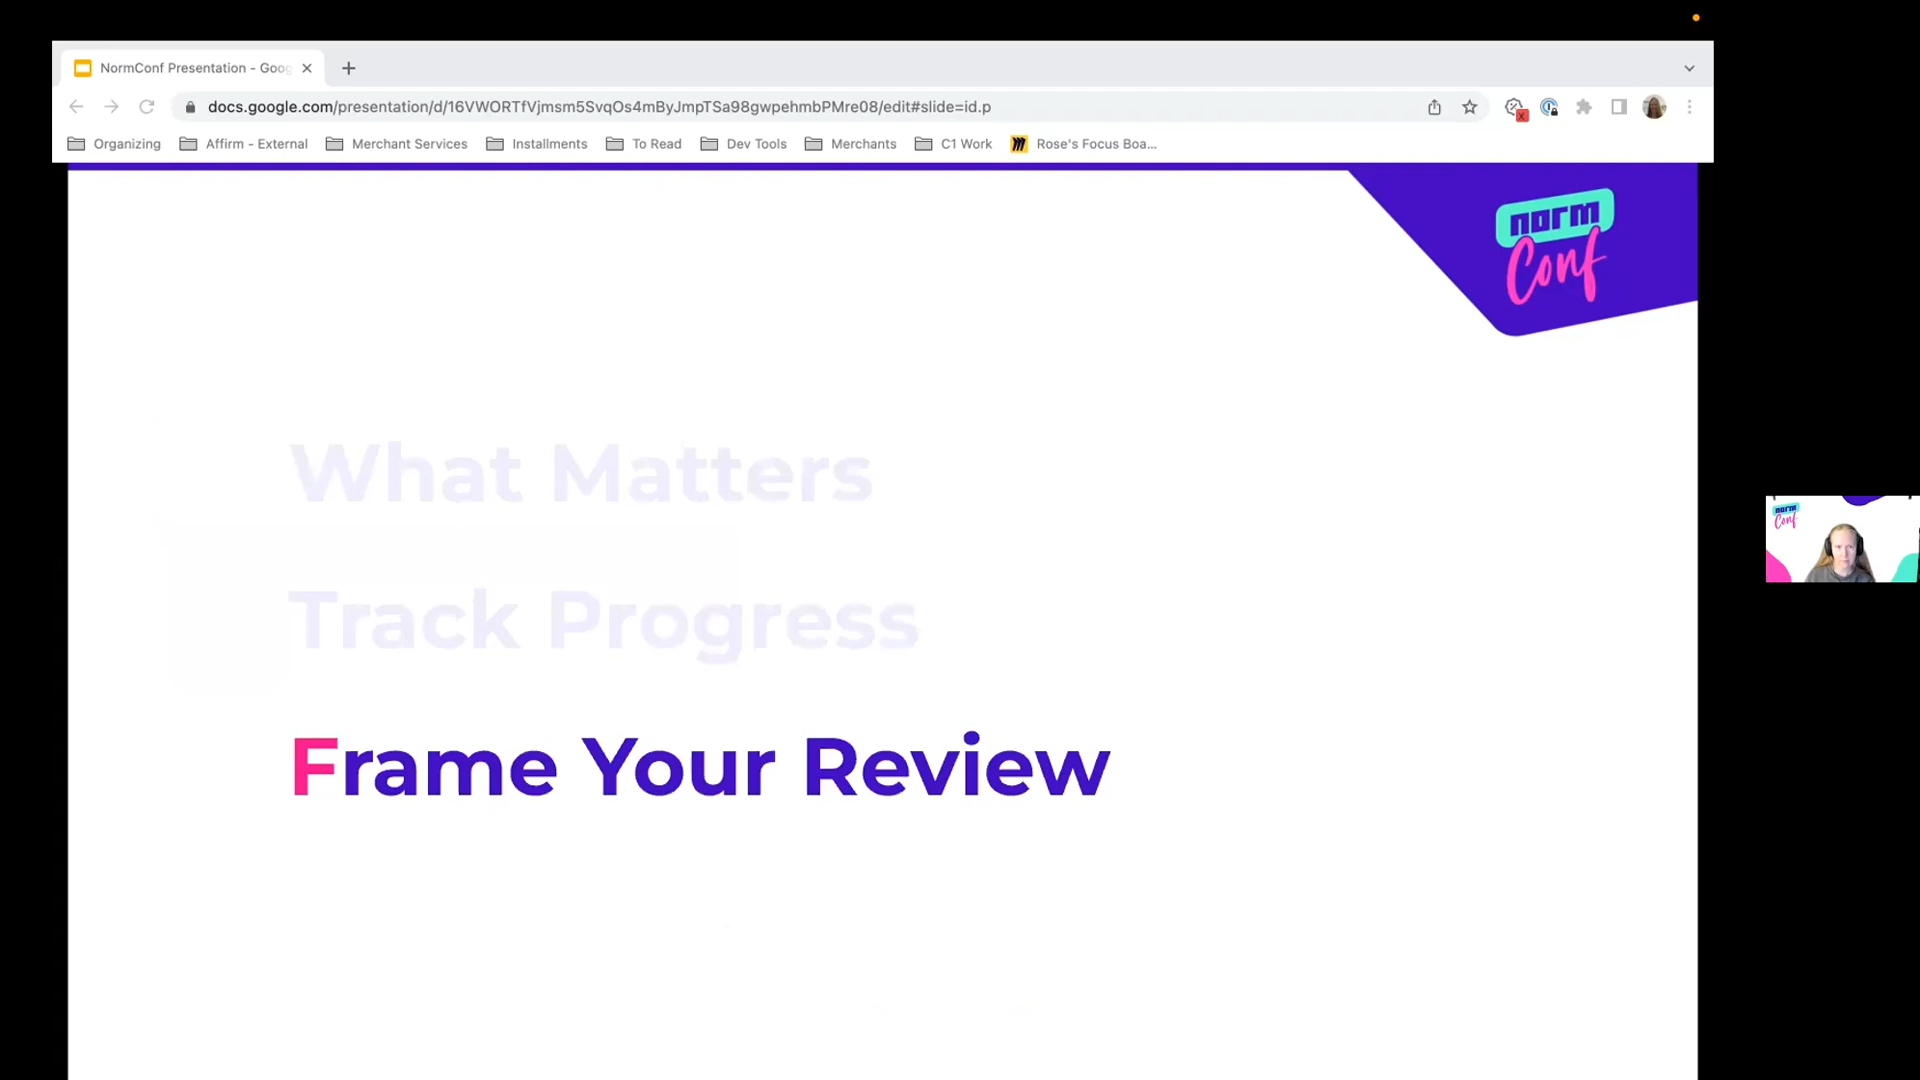 NormConf Presentation - Goog
docs.google.com/presentation/d/16VWORTfVjmsm5SvqOs4mByJmpTSa98gwpehmbPMre08/edit#slide=id.p
Organizing Affirm - External Merchant Services Installments To Read Dev Tools Merchants C1 Work Rose's Focus Boa...
norm
Conf
What Matters
Track Progress
Frame Your Review
norm
Conf